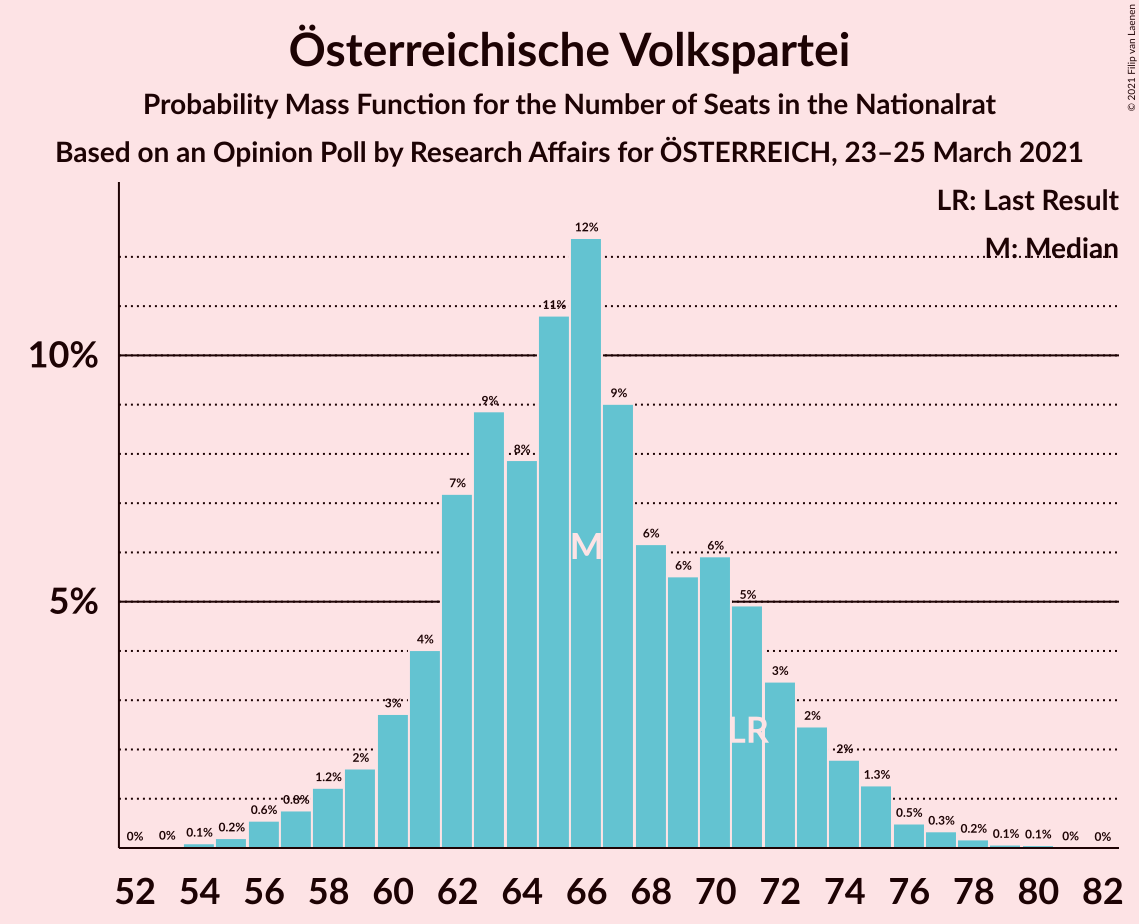 Österreichische Volkspartei
Probability Mass Function for the Number of Seats in the Nationalrat
Based on an Opinion Poll by Research Affairs for ÖSTERREICH, 23–25 March 2021
© 2021 Filip van Laenen
LR: Last Result
M: Median
10%
5%
0% 0% 0.1% 0.2% 0.6% 0.8% 1.2% 2% 3% 4% 7% 9% 8% 11% 12% 9% 6% 6% 6% 5% 3% 2% 2% 1.3% 0.5% 0.3% 0.2% 0.1% 0.1% 0% 0%
M
LR
52 54 56 58 60 62 64 66 68 70 72 74 76 78 80 82